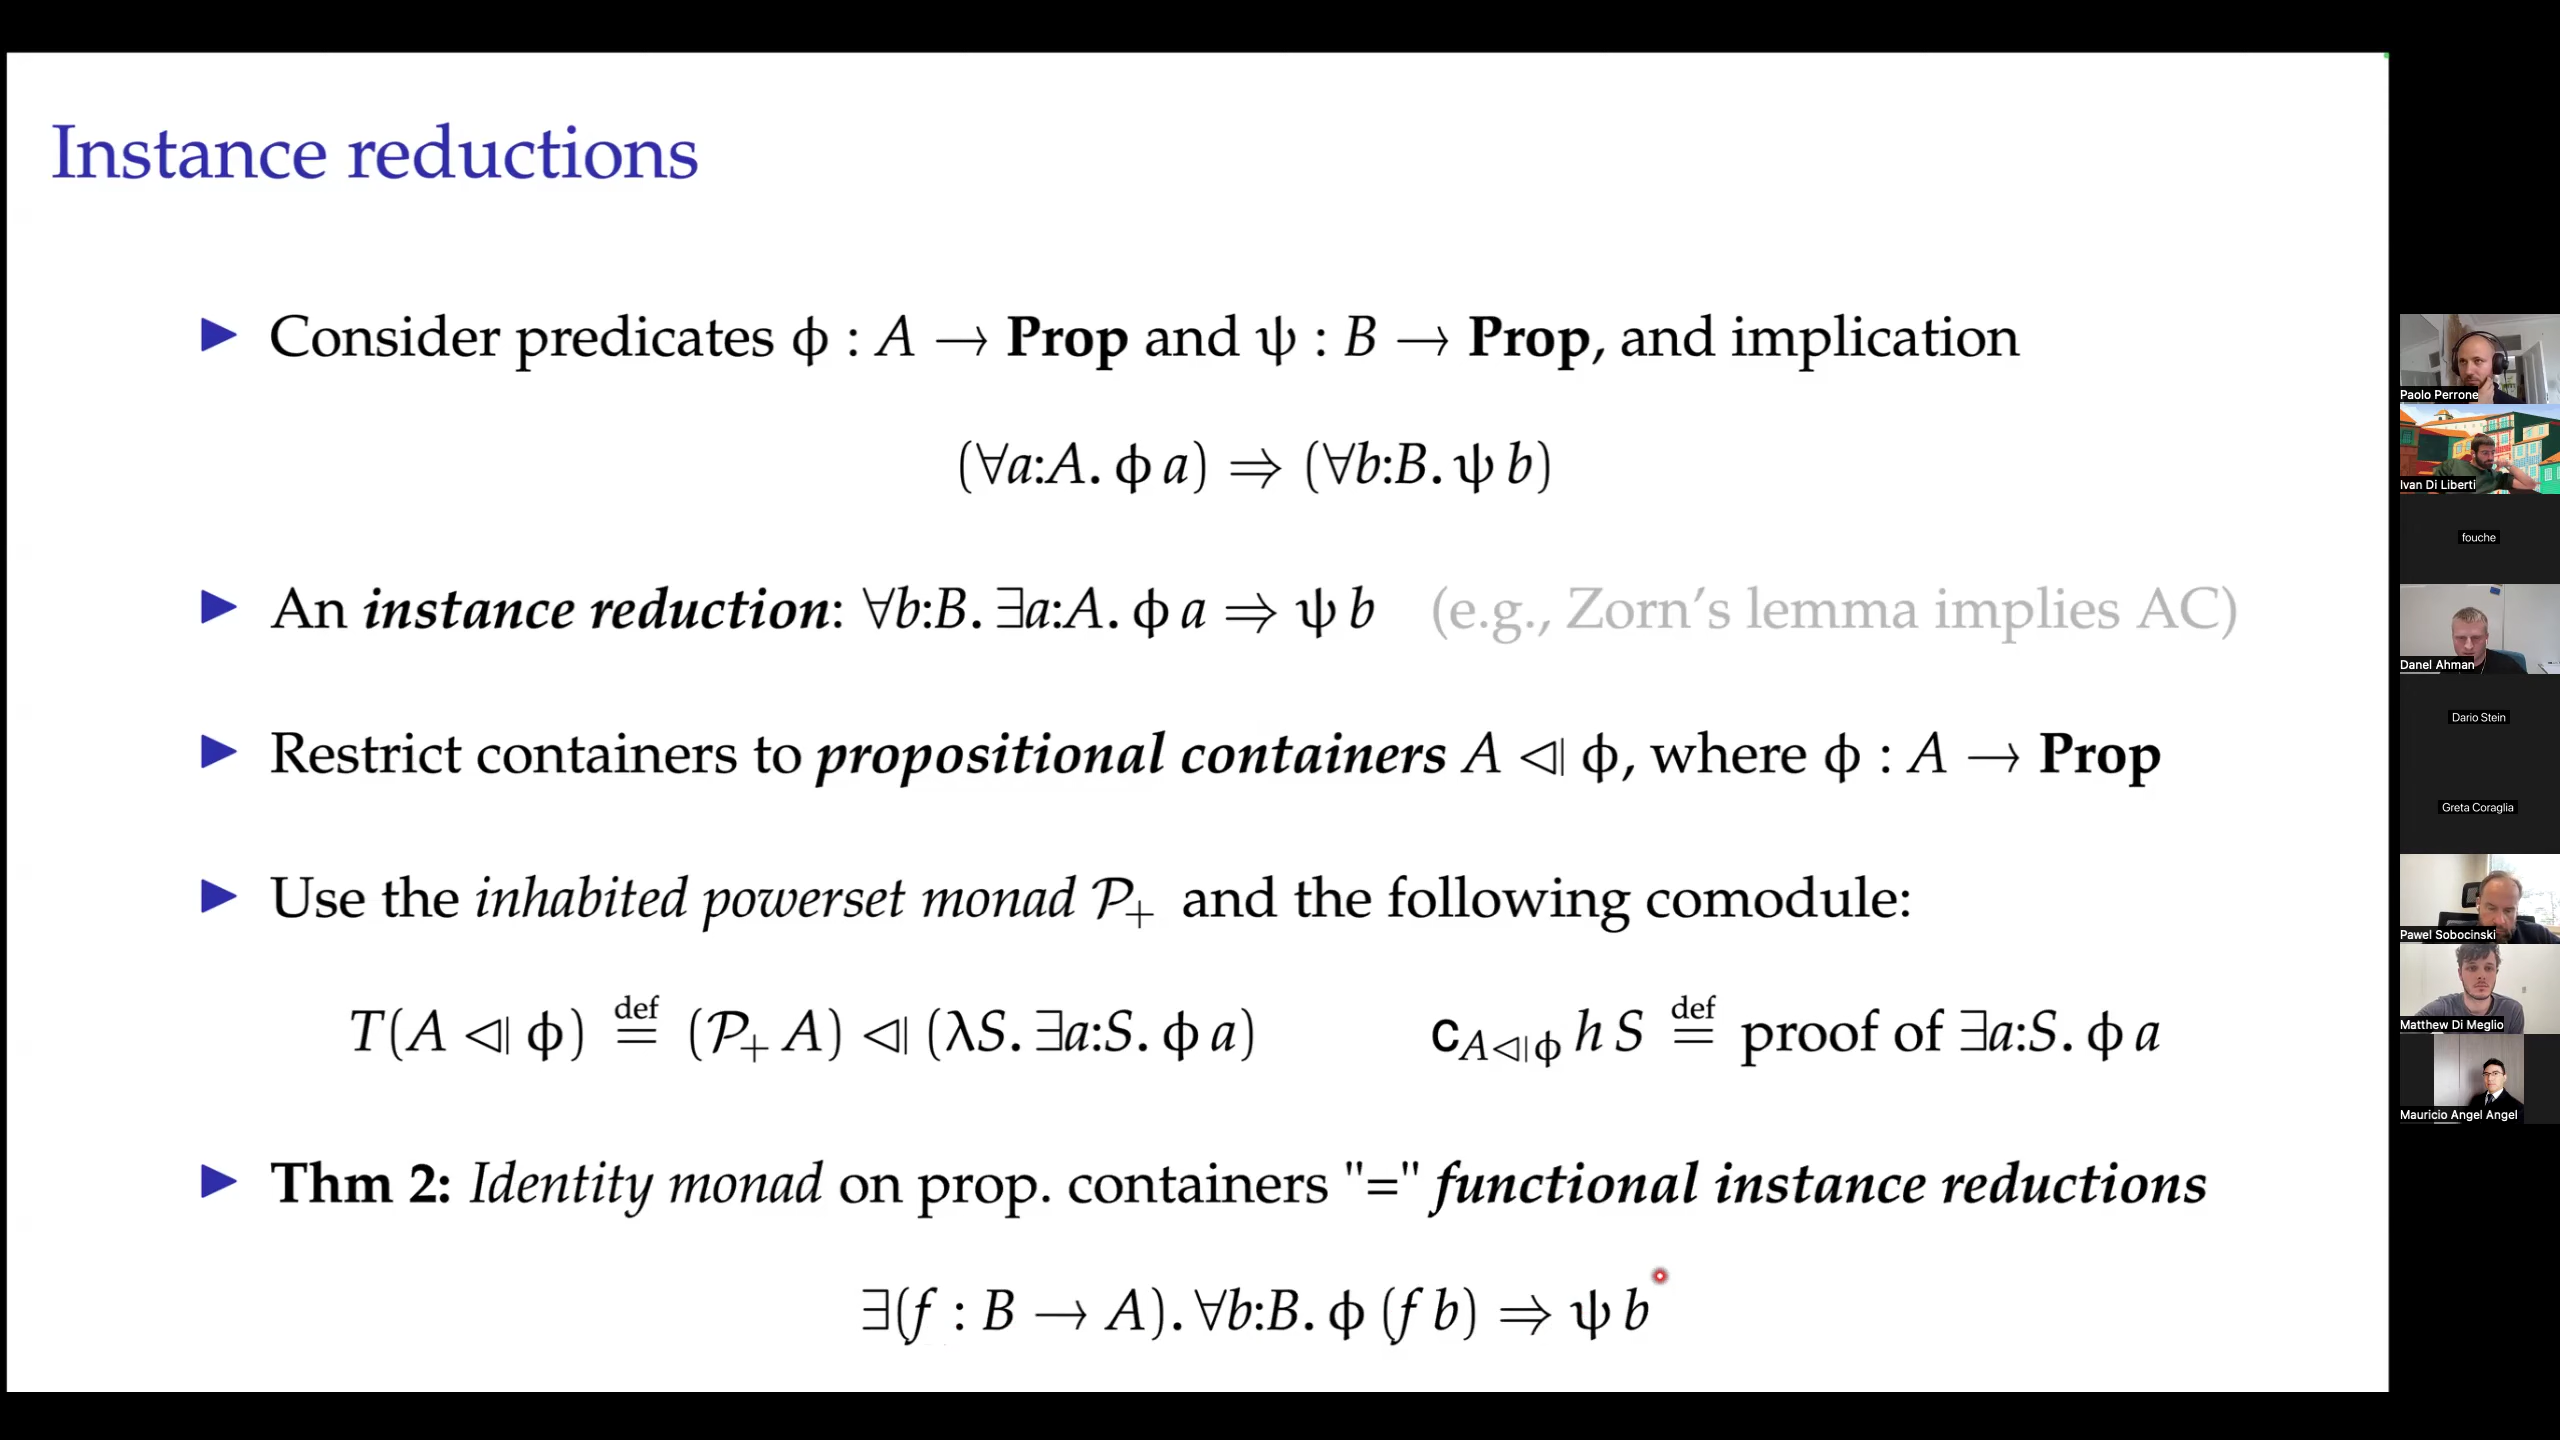 Instance reductions
▶ Consider predicates ϕ : A → Prop and ψ : B → Prop, and implication
(∀a:A. ϕ a) ⇒ (∀b:B. ψ b)
▶ An instance reduction: ∀b:B. ∃a:A. ϕ a ⇒ ψ b (e.g., Zorn's lemma implies AC)
▶ Restrict containers to propositional containers A ◁| ϕ, where ϕ : A → Prop
▶ Use the inhabited powerset monad 𝒫₊ and the following comodule:
T(A ◁| ϕ) ≝ (𝒫₊ A) ◁| (λS. ∃a:S. ϕ a) c_{A◁|ϕ} h S ≝ proof of ∃a:S. ϕ a
▶ Thm 2: Identity monad on prop. containers "=" functional instance reductions
∃(f : B → A). ∀b:B. ϕ (f b) ⇒ ψ b
Paolo Perrone
Ivan Di Liberti
fouche
Danel Ahman
Dario Stein
Greta Coraglia
Pawel Sobocinski
Matthew Di Meglio
Mauricio Angel Angel